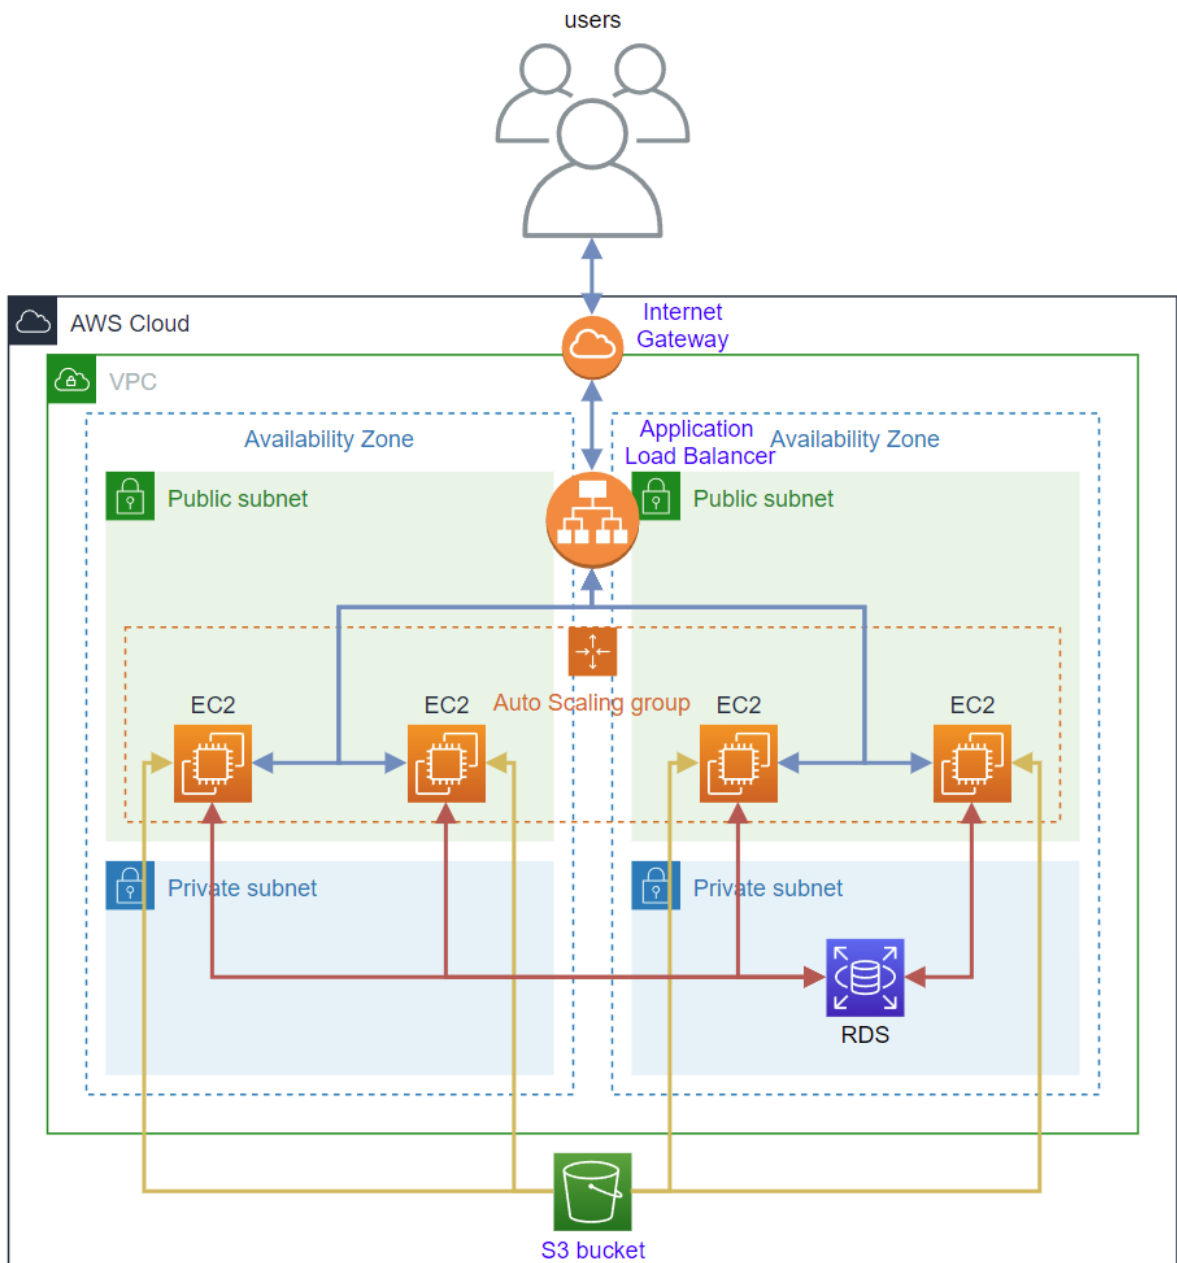 users
AWS Cloud
Internet
Gateway
VPC
Availability Zone
Application
Load Balancer
Availability Zone
Public subnet
Public subnet
EC2
EC2
Auto Scaling group
EC2
EC2
Private subnet
Private subnet
RDS
S3 bucket